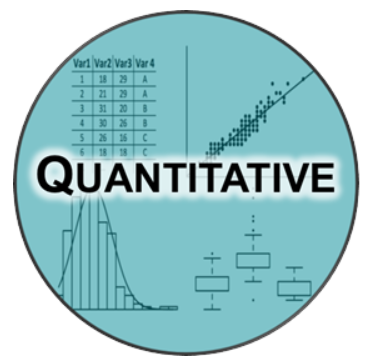 Var1 Var2 Var3 Var 4
1 18 29 A
2 21 29 A
3 31 20 B
4 30 26 B
5 26 16 C
6 18 18 C
QUANTITATIVE